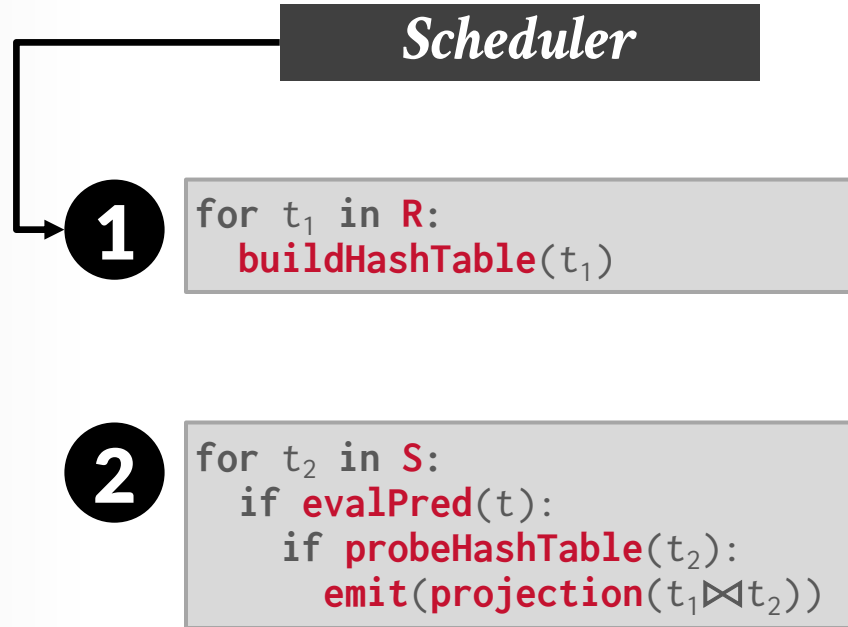 Scheduler
1
for t₁ in R:
buildHashTable(t₁)
2
for t₂ in S:
if evalPred(t):
if probeHashTable(t₂):
emit(projection(t₁⨝t₂))